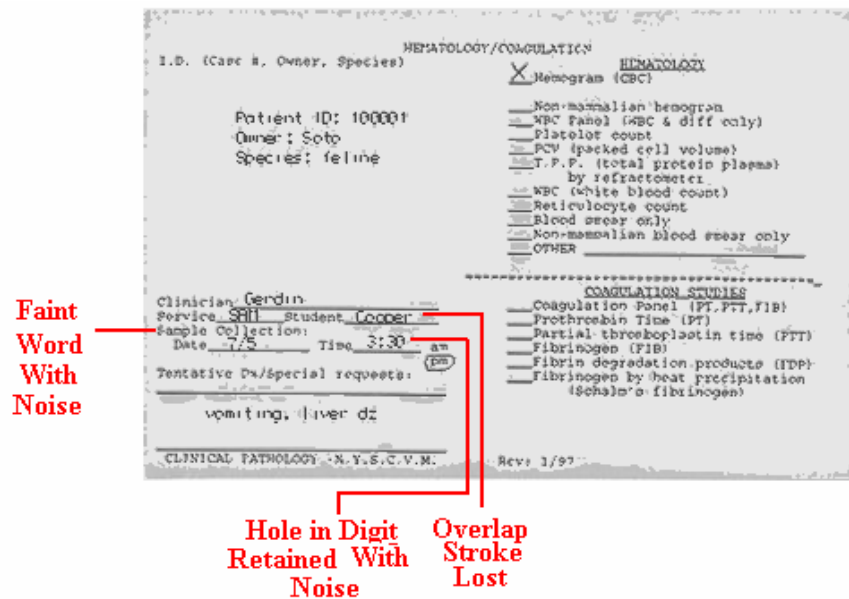 HEMATOLOGY/COAGULATION
I.D. (Case #, Owner, Species)
Patient ID: 100001
Owner: Soto
Species: feline
HEMATOLOGY
X Hemogram (CBC)
Non-mammalian hemogram
WBC Panel (WBC & diff only)
Platelet count
PCV (packed cell volume)
T.P.P. (total protein plasma)
by refractometer
WBC (white blood count)
Reticulocyte count
Blood smear only
Non-mammalian blood smear only
OTHER
Clinician Gerdin
Service SAM Student Cooper
Sample Collection:
Date 7/5 Time 3:30 am
pm
Tentative Dx/Special requests:
vomiting, liver dz
CLINICAL PATHOLOGY -N.Y.S.C.V.M.
COAGULATION STUDIES
Coagulation Panel (PT,PTT,FIB)
Prothrombin Time (PT)
Partial thromboplastin time (PTT)
Fibrinogen (FIB)
Fibrin degradation products (FDP)
Fibrinogen by heat precipitation
(Schalm's fibrinogen)
Rev: 1/97
Faint
Word
With
Noise
Hole in Digit
Retained With
Noise
Overlap
Stroke
Lost